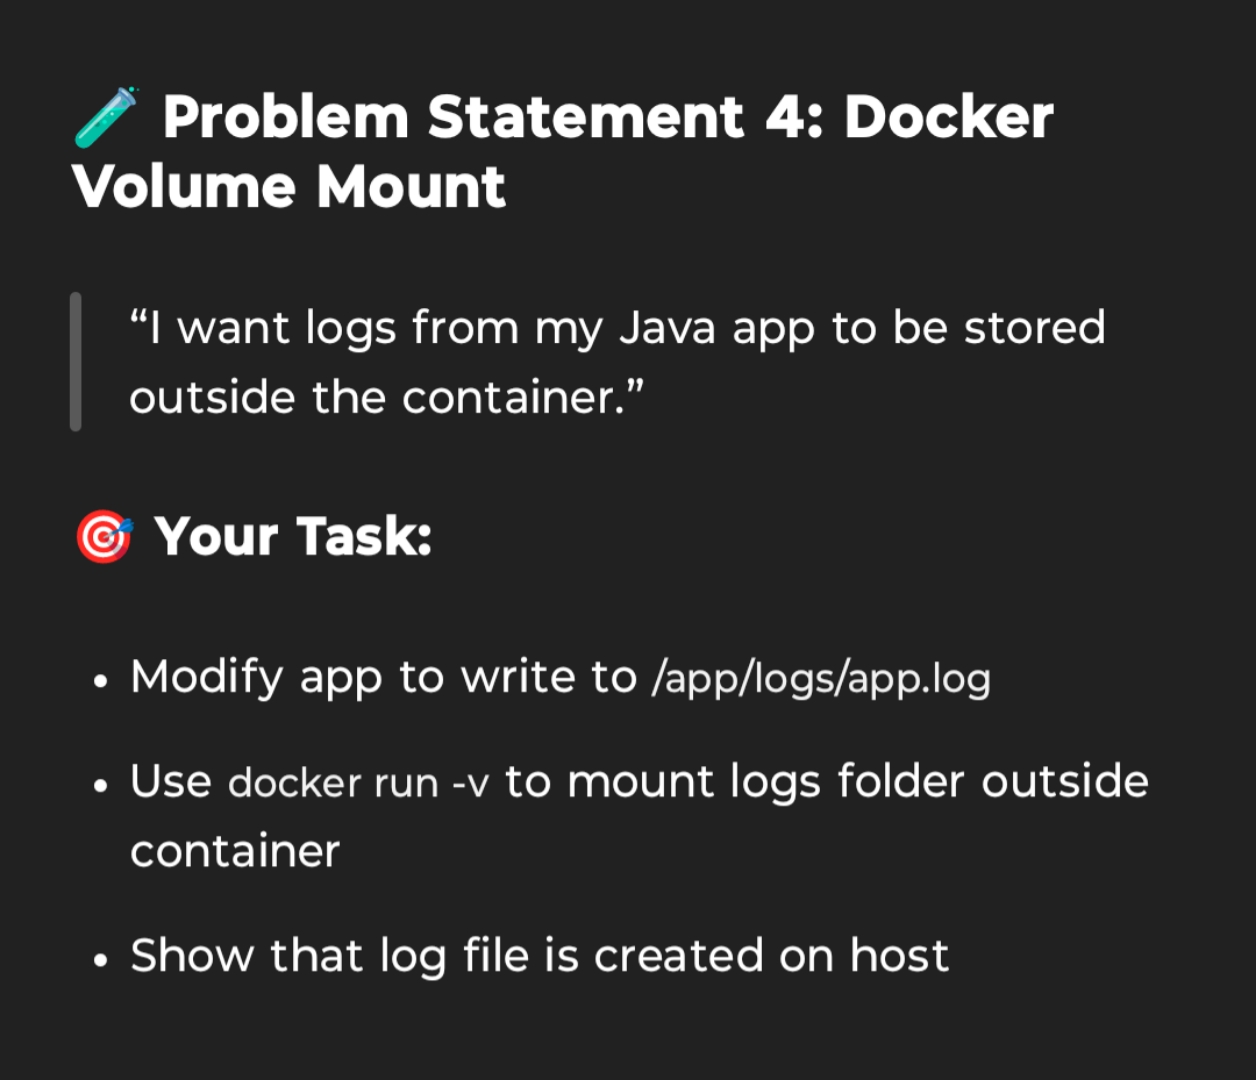 🧪 Problem Statement 4: Docker
Volume Mount
“I want logs from my Java app to be stored
outside the container.”
🎯 Your Task:
• Modify app to write to /app/logs/app.log
• Use docker run -v to mount logs folder outside
container
• Show that log file is created on host